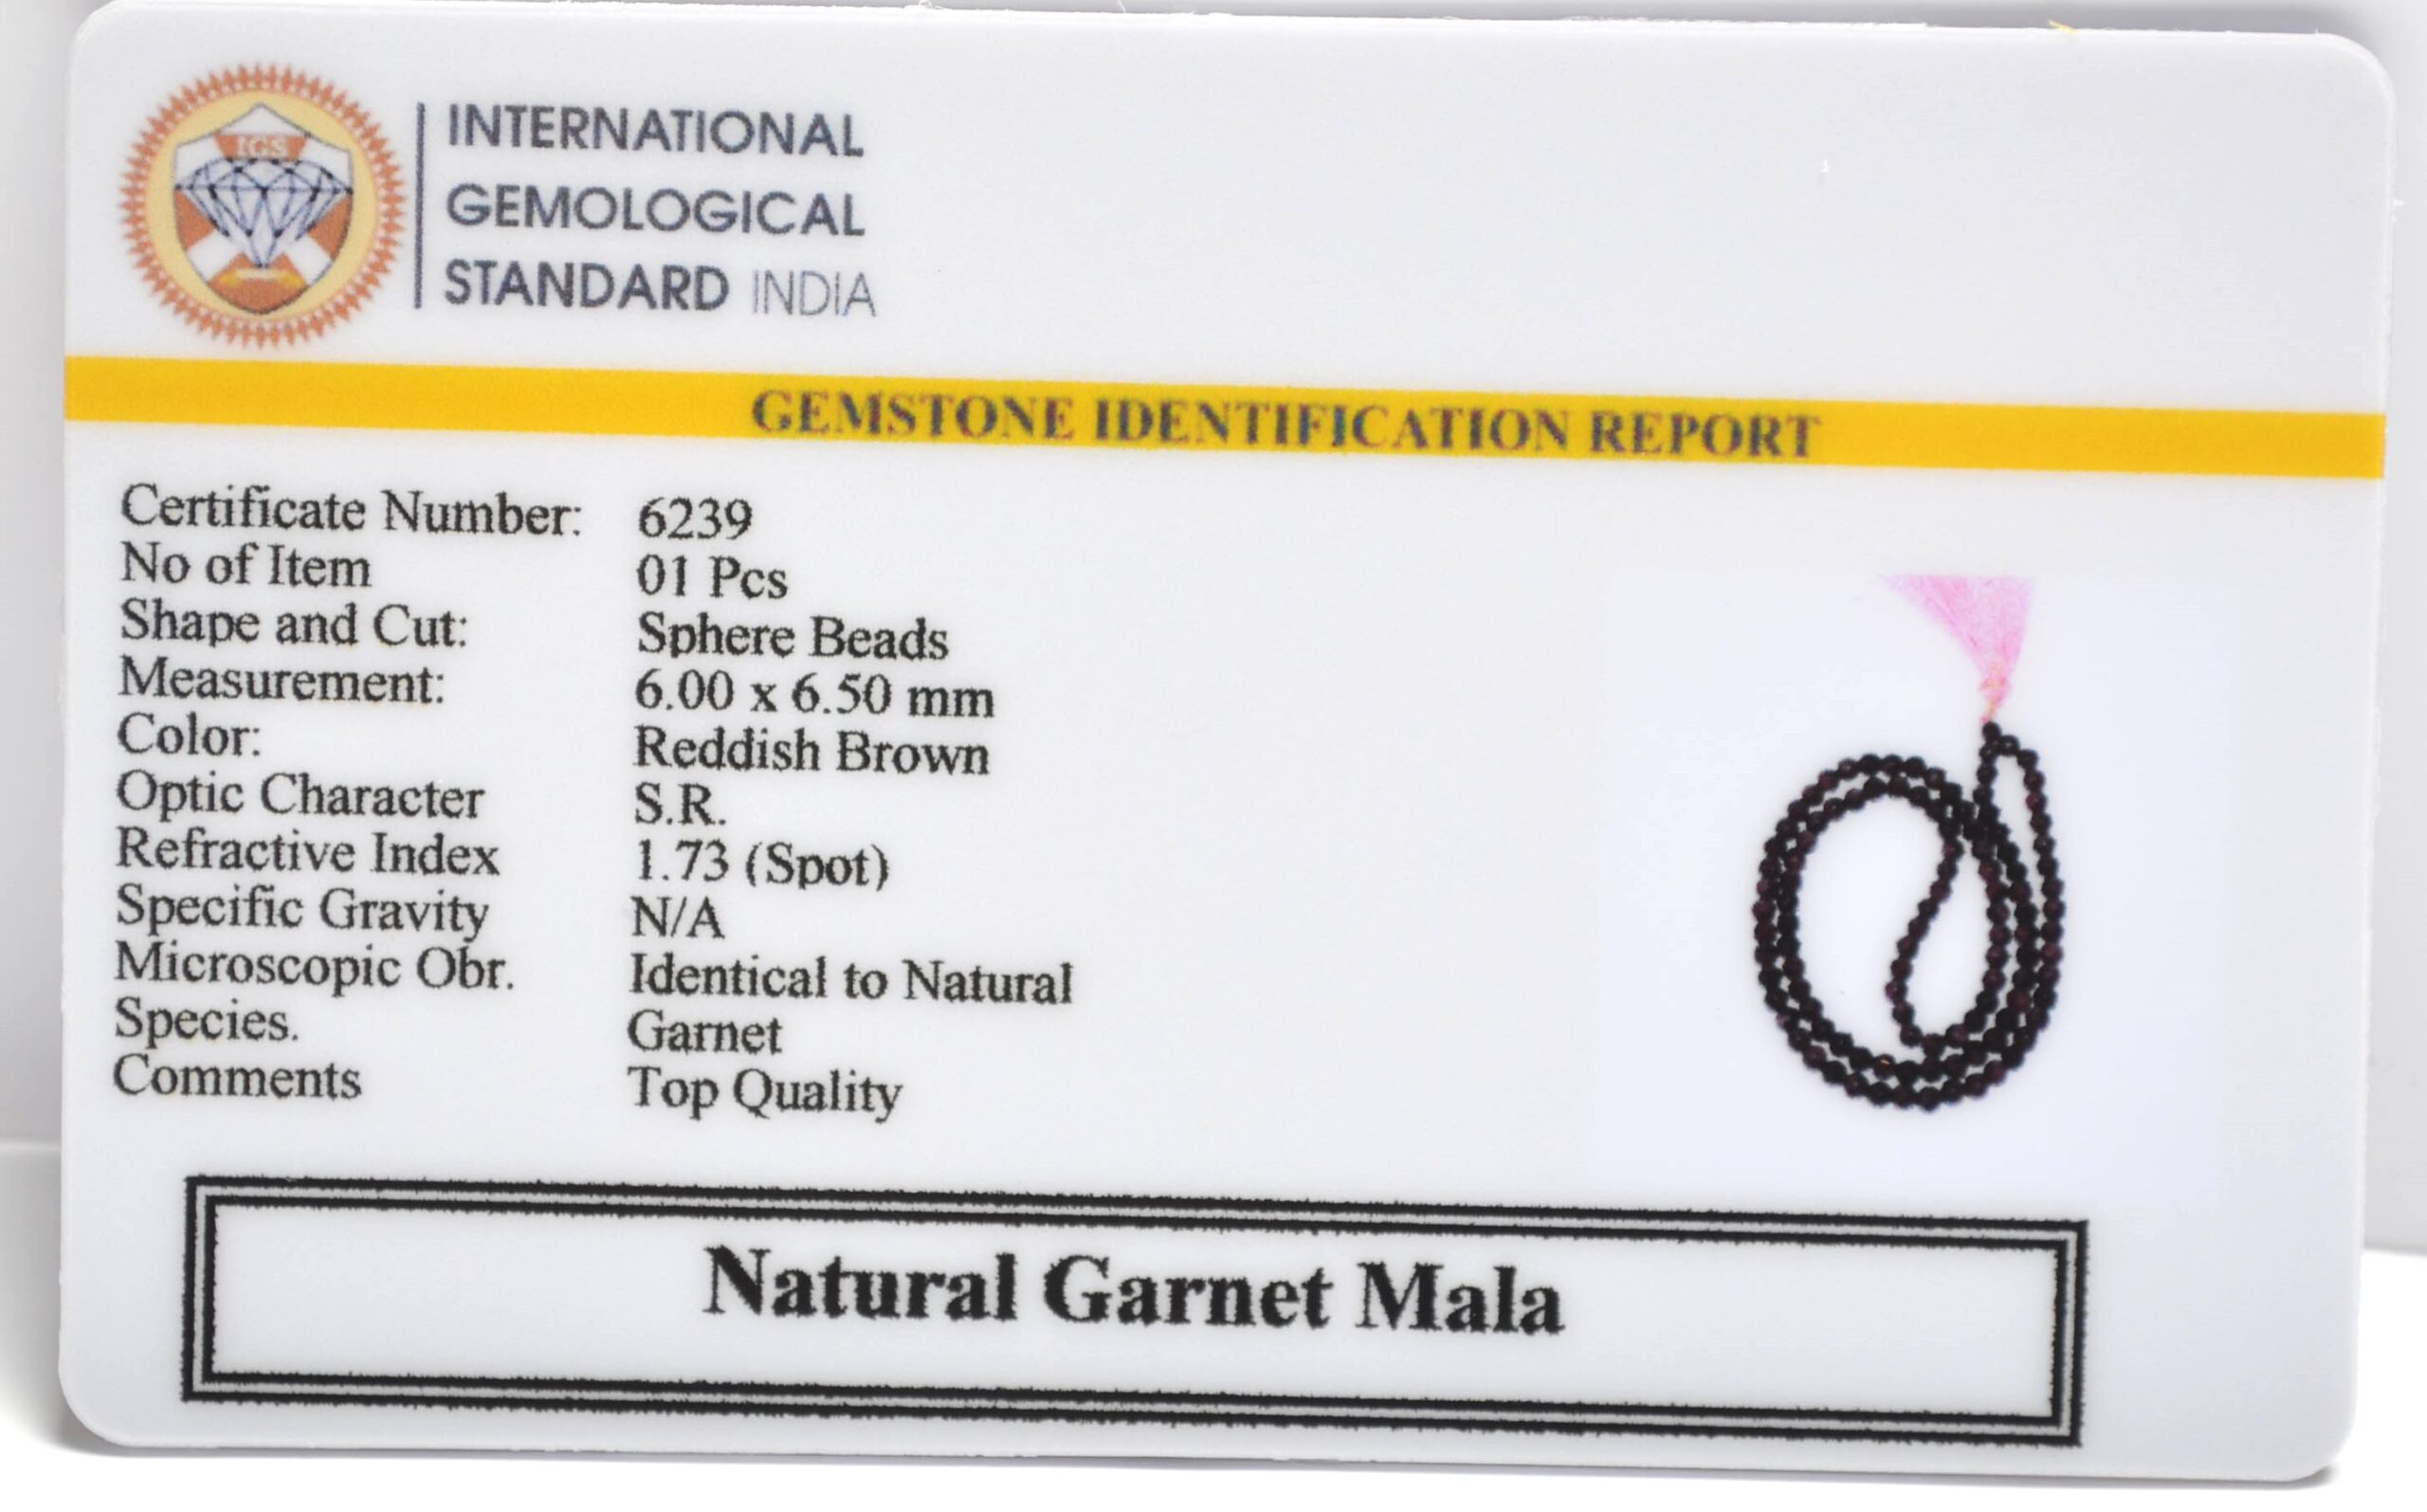 IGS
INTERNATIONAL
GEMOLOGICAL
STANDARD INDIA
GEMSTONE IDENTIFICATION REPORT
Certificate Number: 6239
No of Item 01 Pcs
Shape and Cut: Sphere Beads
Measurement: 6.00 x 6.50 mm
Color: Reddish Brown
Optic Character S.R.
Refractive Index 1.73 (Spot)
Specific Gravity N/A
Microscopic Obr. Identical to Natural
Species. Garnet
Comments Top Quality
Natural Garnet Mala